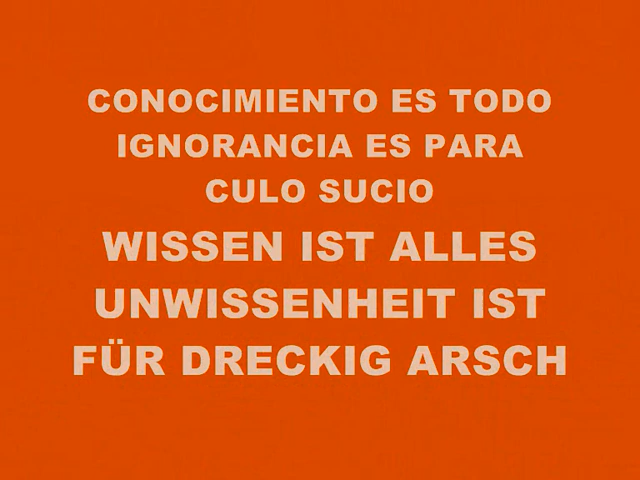 CONOCIMIENTO ES TODO
IGNORANCIA ES PARA
CULO SUCIO
WISSEN IST ALLES
UNWISSENHEIT IST
FÜR DRECKIG ARSCH